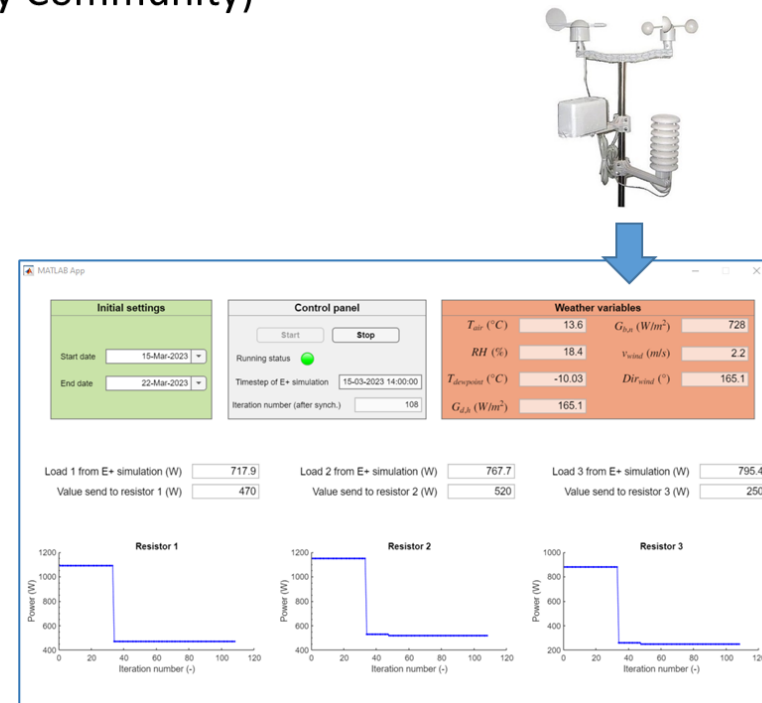 y Community)
MATLAB App
Initial settings
Start date 15-Mar-2023
End date 22-Mar-2023
Control panel
Start Stop
Running status
Timestep of E+ simulation 15-03-2023 14:00:00
Iteration number (after synch.) 108
Weather variables
T_air (°C) 13.6 G_b,n (W/m²) 728
RH (%) 18.4 v_wind (m/s) 2.2
T_dewpoint (°C) -10.03 Dir_wind (°) 165.1
G_d,h (W/m²) 165.1
Load 1 from E+ simulation (W) 717.9
Value send to resistor 1 (W) 470
Load 2 from E+ simulation (W) 767.7
Value send to resistor 2 (W) 520
Load 3 from E+ simulation (W) 795.4
Value send to resistor 3 (W) 250
Resistor 1
Power (W)
1200
1000
800
600
400
0 20 40 60 80 100 120
Iteration number (-)
Resistor 2
Power (W)
1200
1000
800
600
400
0 20 40 60 80 100 120
Iteration number (-)
Resistor 3
Power (W)
1000
800
600
400
200
0 20 40 60 80 100
Iteration number (-)